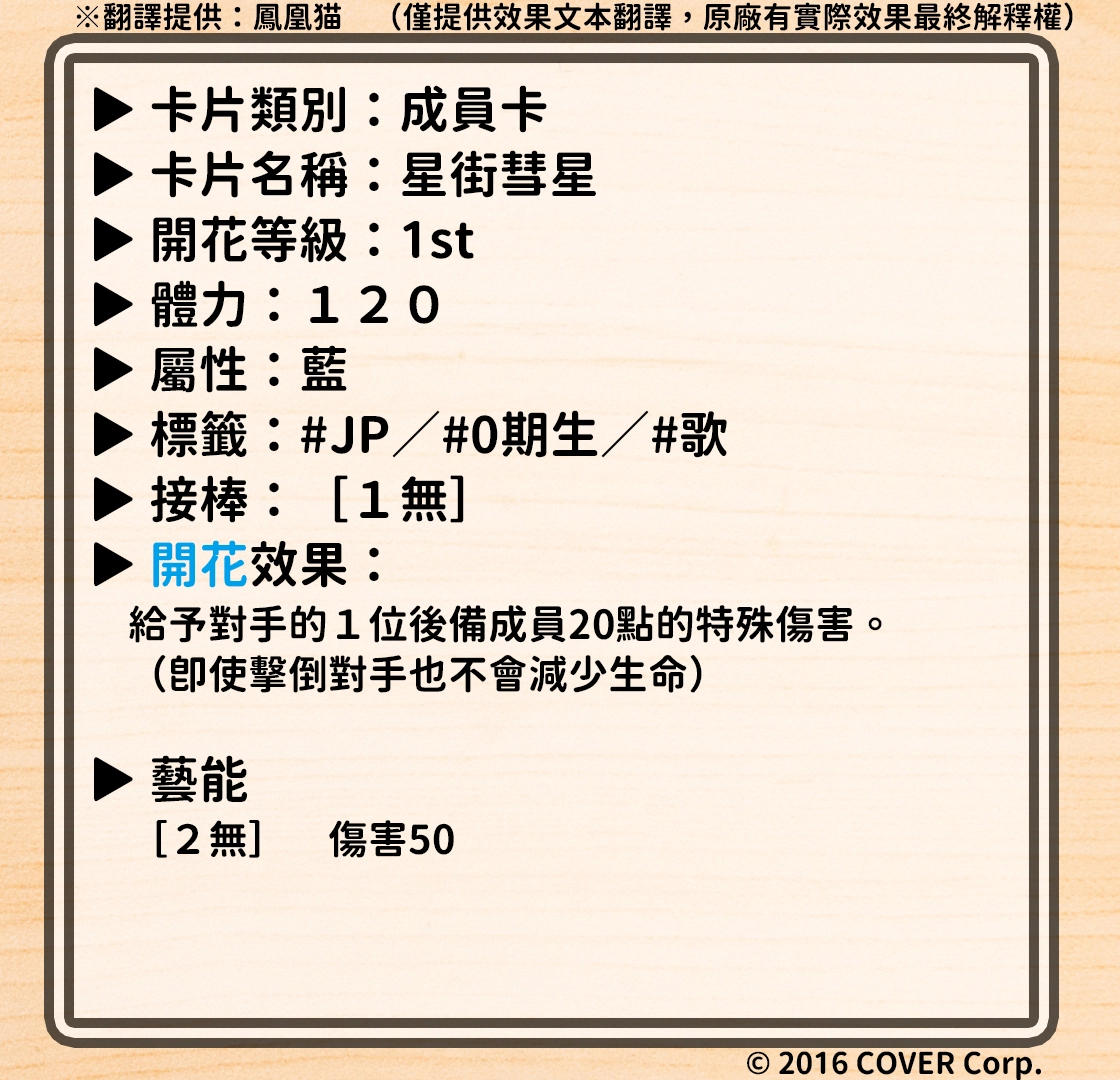 ※翻譯提供：鳳凰猫　（僅提供效果文本翻譯，原廠有實際效果最終解釋權）
▶ 卡片類別：成員卡
▶ 卡片名稱：星街彗星
▶ 開花等級：1st
▶ 體力：１２０
▶ 屬性：藍
▶ 標籤：#JP／#0期生／#歌
▶ 接棒：［１無］
▶ 開花效果：
給予對手的１位後備成員20點的特殊傷害。
（即使擊倒對手也不會減少生命）
▶ 藝能
［２無］　傷害50
© 2016 COVER Corp.